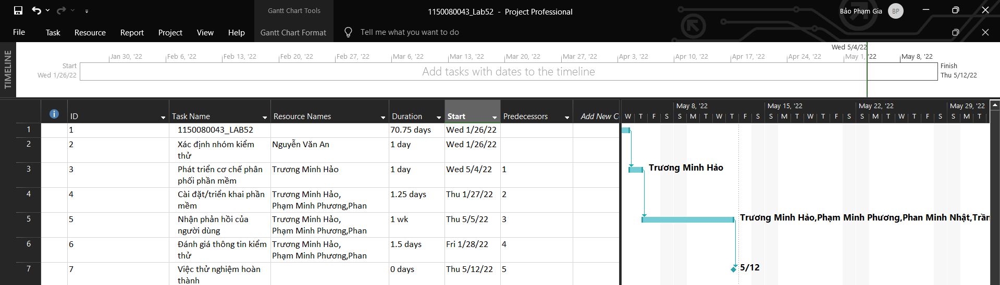 Gantt Chart Tools
1150080043_Lab52 - Project Professional
Bảo Phạm Gia
BP
File Task Resource Report Project View Help Gantt Chart Format Tell me what you want to do
TIMELINE
Wed 5/4/22
Jan 30, '22 Feb 6, '22 Feb 13, '22 Feb 20, '22 Feb 27, '22 Mar 6, '22 Mar 13, '22 Mar 20, '22 Mar 27, '22 Apr 3, '22 Apr 10, '22 Apr 17, '22 Apr 24, '22 May 1, '22 May 8, '22
Start
Wed 1/26/22
Add tasks with dates to the timeline
Finish
Thu 5/12/22
ID Task Name Resource Names Duration Start Predecessors Add New C
May 8, '22 May 15, '22 May 22, '22 May 29, '22
W T F S S M T W T F S S M T W T F S S M T W T F S S M T
1 1 1150080043_LAB52 70.75 days Wed 1/26/22
2 2 Xác định nhóm kiểm Nguyễn Văn An 1 day Wed 1/26/22
thử
3 3 Phát triển cơ chế phân Trương Minh Hảo 1 day Wed 5/4/22 1
phối phần mềm
Trương Minh Hảo
4 4 Cài đặt/triển khai phần Trương Minh Hảo, 1.25 days Thu 1/27/22 2
mềm Phạm Minh Phương,Phan
5 5 Nhận phản hồi của Trương Minh Hảo, 1 wk Thu 5/5/22 3
người dùng Phạm Minh Phương,Phan
Trương Minh Hảo,Phạm Minh Phương,Phan Minh Nhật,Trần
6 6 Đánh giá thông tin kiểm Trương Minh Hảo, 1.5 days Fri 1/28/22 4
thử Phạm Minh Phương,Phan
7 7 Việc thử nghiệm hoàn 0 days Thu 5/12/22 5
thành
5/12